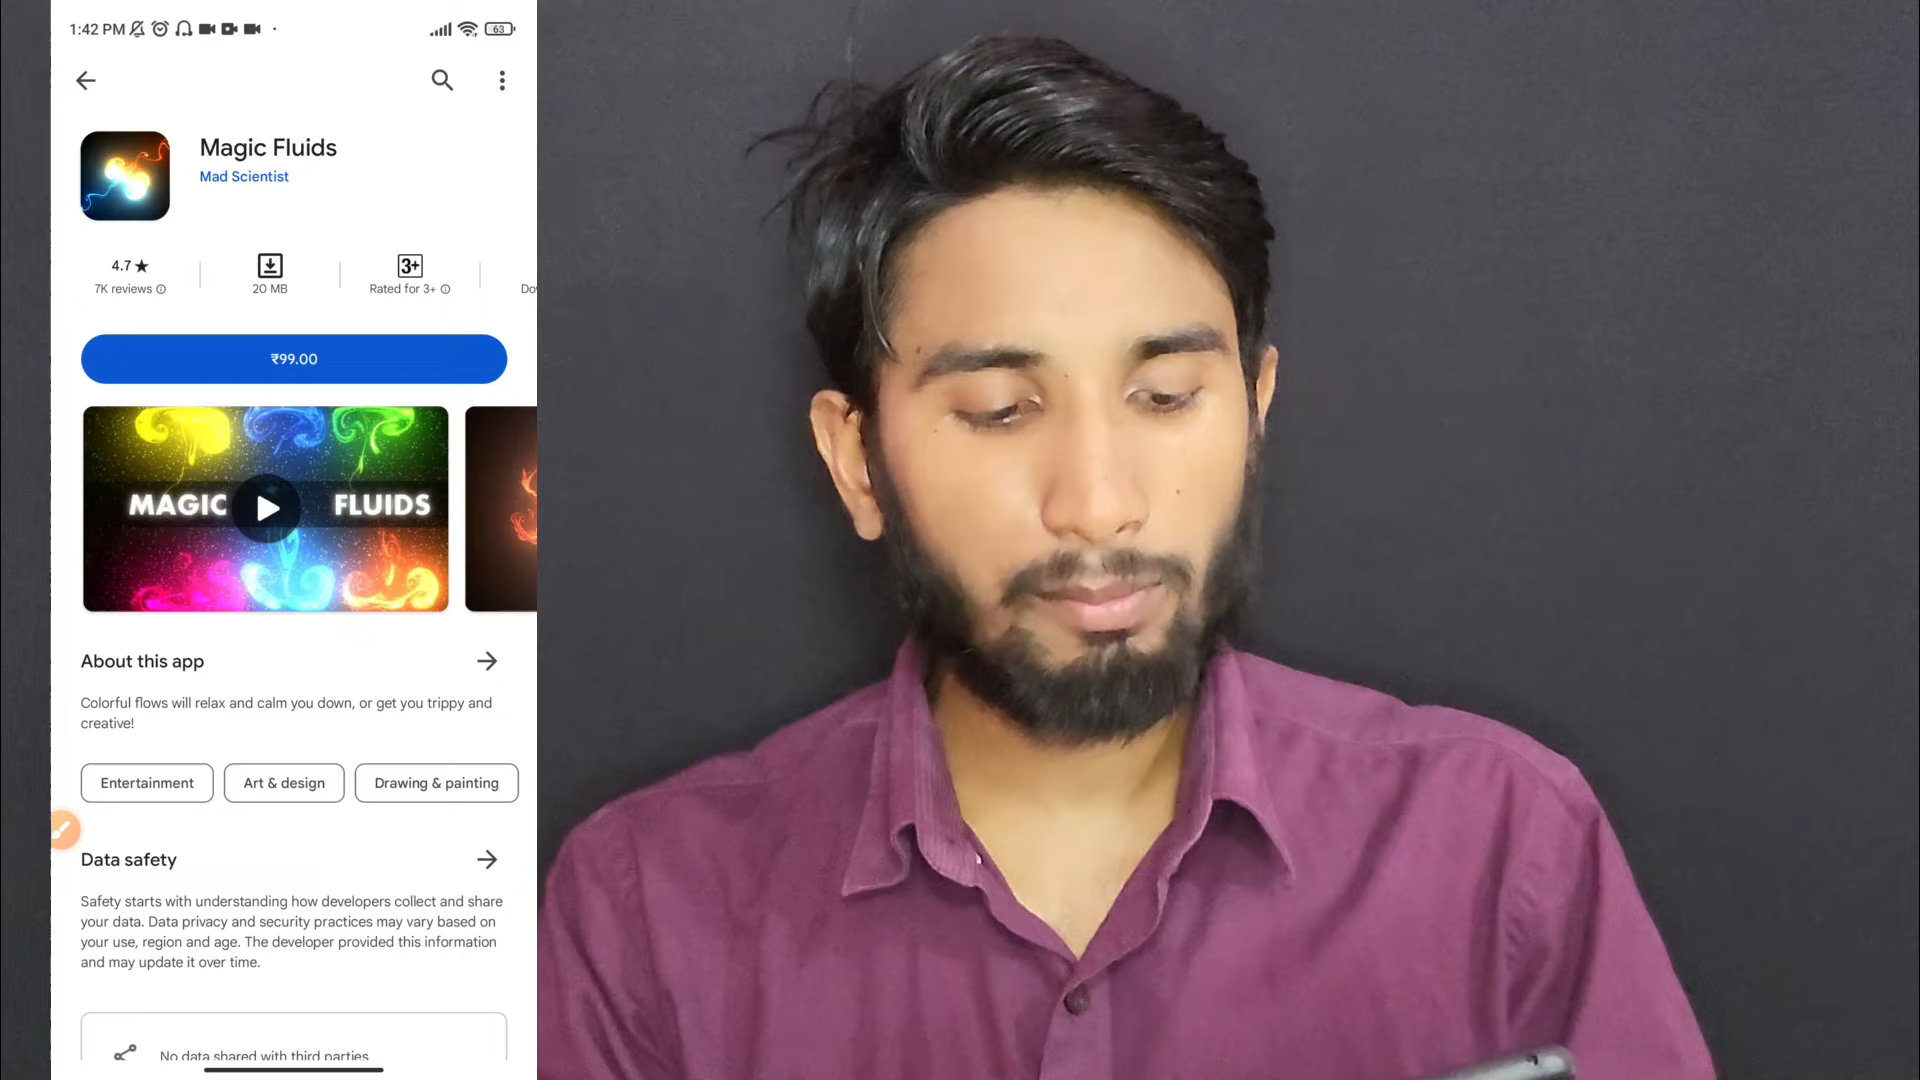 1:42 PM
63
Magic Fluids
Mad Scientist
4.7★
7K reviews
20 MB
3+
Rated for 3+
Do
₹99.00
MAGIC FLUIDS
About this app
Colorful flows will relax and calm you down, or get you trippy and
creative!
Entertainment
Art & design
Drawing & painting
Data safety
Safety starts with understanding how developers collect and share
your data. Data privacy and security practices may vary based on
your use, region and age. The developer provided this information
and may update it over time.
No data shared with third parties